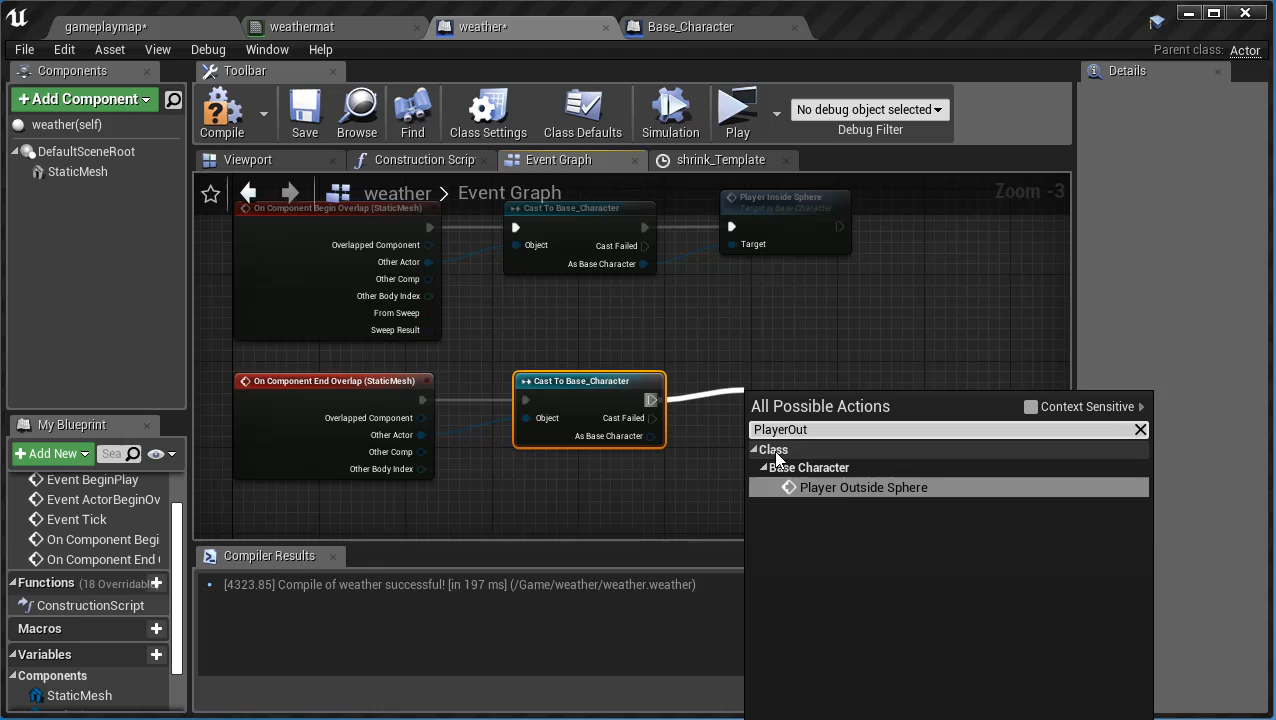 gameplaymap*
weathermat
weather*
Base_Character
File Edit Asset View Debug Window Help
Parent class: Actor
Components
Toolbar
Details
+ Add Component
weather(self)
DefaultSceneRoot
StaticMesh
Compile
Save
Browse
Find
Class Settings
Class Defaults
Simulation
Play
No debug object selected
Debug Filter
Viewport
Construction Scrip
Event Graph
shrink_Template
weather > Event Graph
Zoom -3
On Component Begin Overlap (StaticMesh)
Overlapped Component
Other Actor
Other Comp
Other Body Index
From Sweep
Sweep Result
Cast To Base_Character
Object
Cast Failed
As Base Character
Player Inside Sphere
Target is Base Character
Target
On Component End Overlap (StaticMesh)
Overlapped Component
Other Actor
Other Comp
Other Body Index
Cast To Base_Character
Object
Cast Failed
As Base Character
All Possible Actions
Context Sensitive
PlayerOut
Class
Base Character
Player Outside Sphere
My Blueprint
+ Add New
Sea
Event BeginPlay
Event ActorBeginOv
Event Tick
On Component Begi
On Component End
Functions (18 Overridab
ConstructionScript
Macros
Variables
Components
StaticMesh
Compiler Results
[4323.85] Compile of weather successful! [in 197 ms] (/Game/weather/weather.weather)